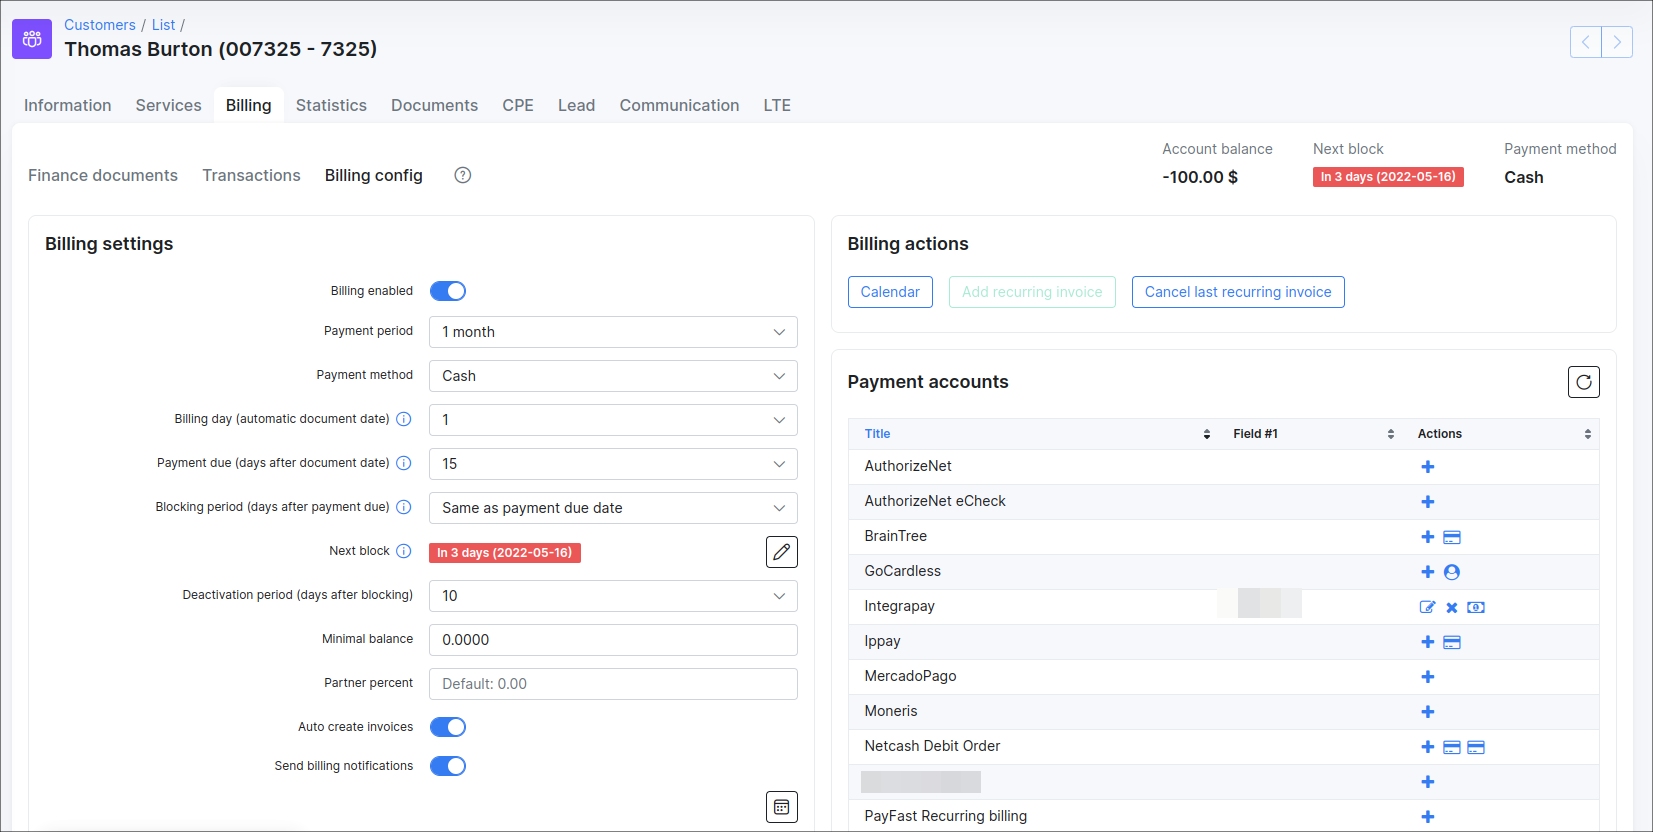 Customers / List /
Thomas Burton (007325 - 7325)
Information Services Billing Statistics Documents CPE Lead Communication LTE
Finance documents Transactions Billing config ?
Account balance
-100.00 $
Next block
In 3 days (2022-05-16)
Payment method
Cash
Billing settings
Billing enabled
Payment period 1 month
Payment method Cash
Billing day (automatic document date) 1
Payment due (days after document date) 15
Blocking period (days after payment due) Same as payment due date
Next block In 3 days (2022-05-16)
Deactivation period (days after blocking) 10
Minimal balance 0.0000
Partner percent Default: 0.00
Auto create invoices
Send billing notifications
Billing actions
Calendar Add recurring invoice Cancel last recurring invoice
Payment accounts
Title Field #1 Actions
AuthorizeNet
AuthorizeNet eCheck
BrainTree
GoCardless
Integrapay
Ippay
MercadoPago
Moneris
Netcash Debit Order
PayFast Recurring billing